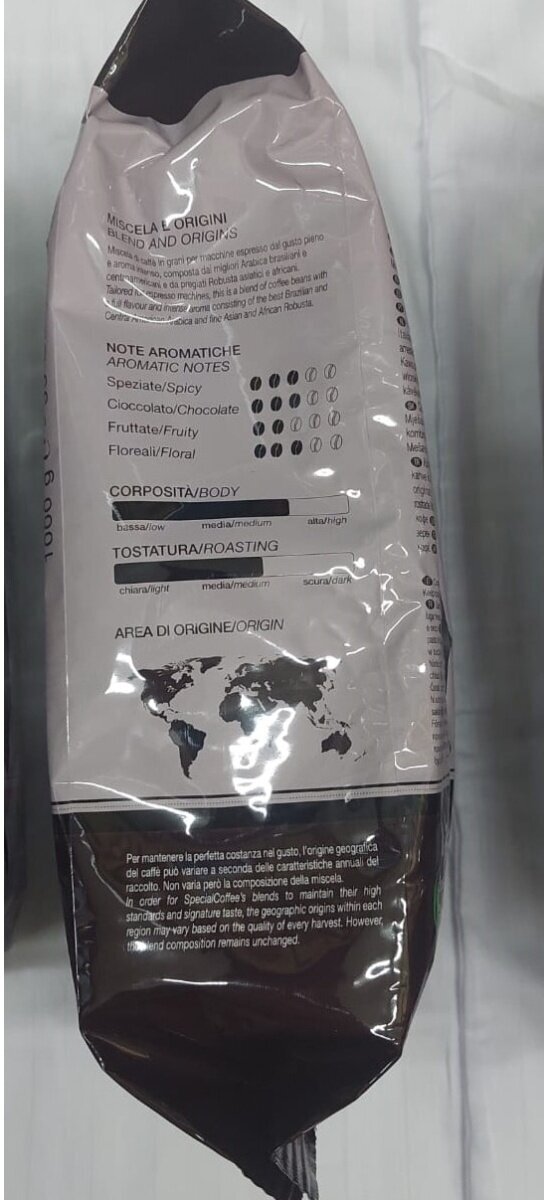 MISCELA E ORIGINI
BLEND AND ORIGINS
Miscela di caffè in grani per macchine espresso dal gusto pieno
e aroma intenso, composta dai migliori Arabica brasiliani e
centroamericani e da pregiati Robusta asiatici e africani.
Tailored for espresso machines, this is a blend of coffee beans with
full flavour and intense aroma consisting of the best Brazilian and
Central American Arabica and fine Asian and African Robusta.
NOTE AROMATICHE
AROMATIC NOTES
Speziate/Spicy
Cioccolato/Chocolate
Fruttate/Fruity
Floreali/Floral
CORPOSITÀ/BODY
bassa/low media/medium alta/high
TOSTATURA/ROASTING
chiara/light media/medium scura/dark
AREA DI ORIGINE/ORIGIN
Per mantenere la perfetta costanza nel gusto, l'origine geografica
del caffè può variare a seconda delle caratteristiche annuali del
raccolto. Non varia però la composizione della miscela.
In order for SpecialCoffee's blends to maintain their high
standards and signature taste, the geographic origins within each
region may vary based on the quality of every harvest. However,
the blend composition remains unchanged.
1000 g